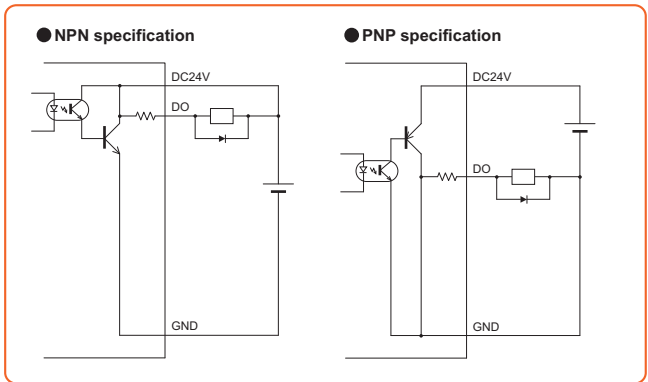 ● NPN specification
DC24V
DO
GND
● PNP specification
DC24V
DO
GND